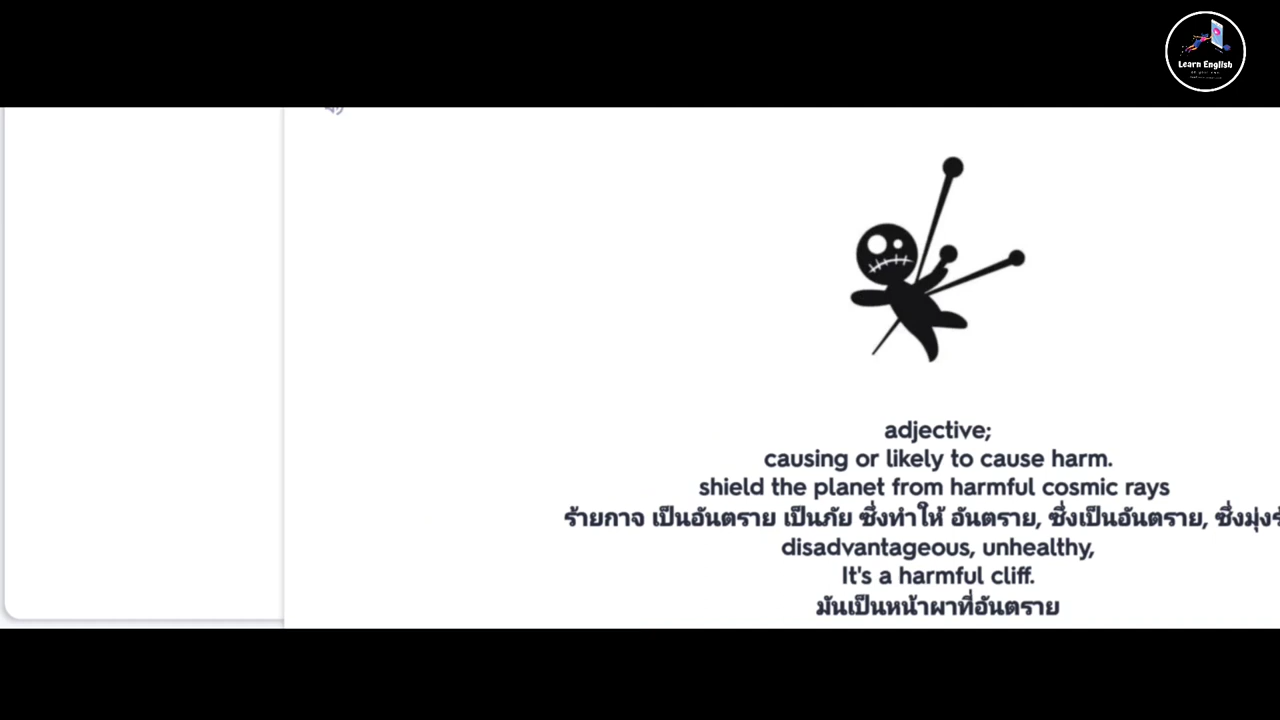 Learn English
adjective;
causing or likely to cause harm.
shield the planet from harmful cosmic rays
ร้ายกาจ เป็นอันตราย เป็นภัย ซึ่งทำให้ อันตราย, ซึ่งเป็นอันตราย,
disadvantageous, unhealthy,
It's a harmful cliff.
มันเป็นหน้าผาที่อันตราย